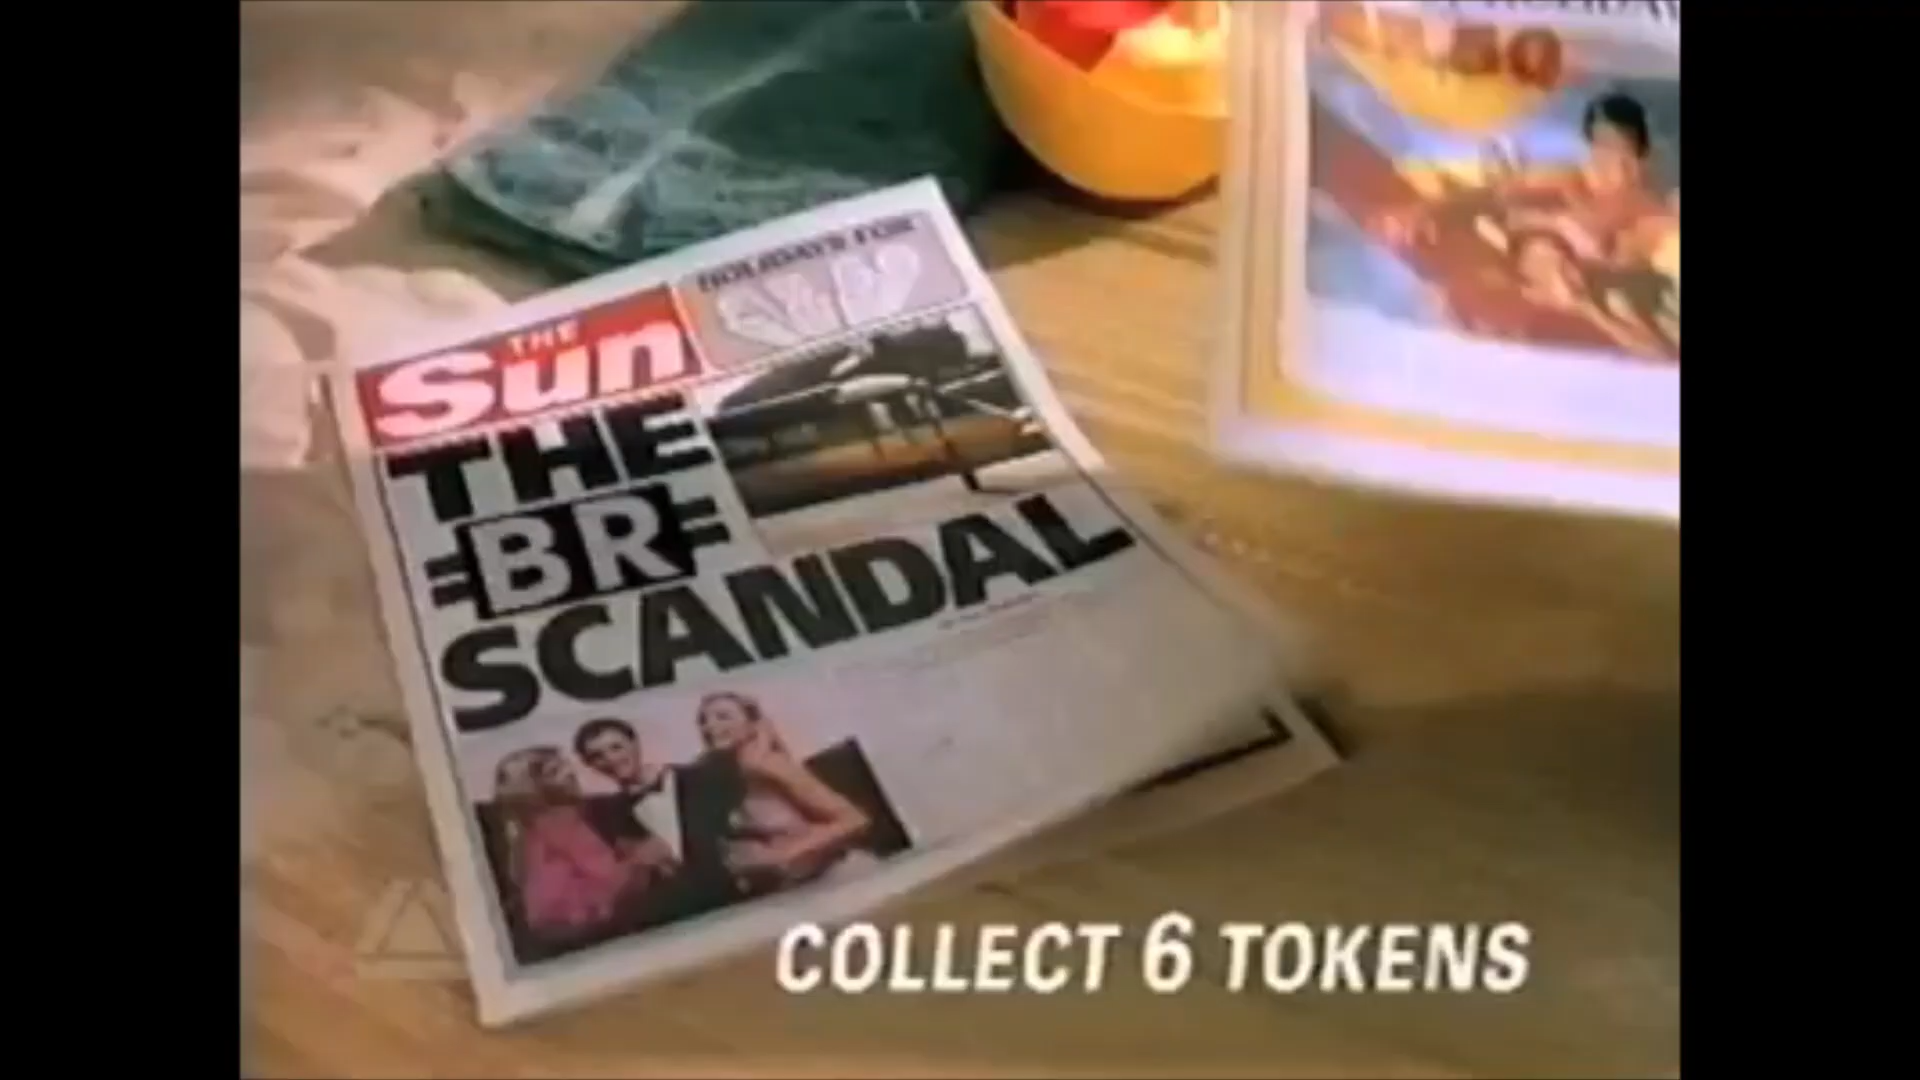 HOLIDAYS FOR
THE
Sun
THE
BR
SCANDAL
COLLECT 6 TOKENS